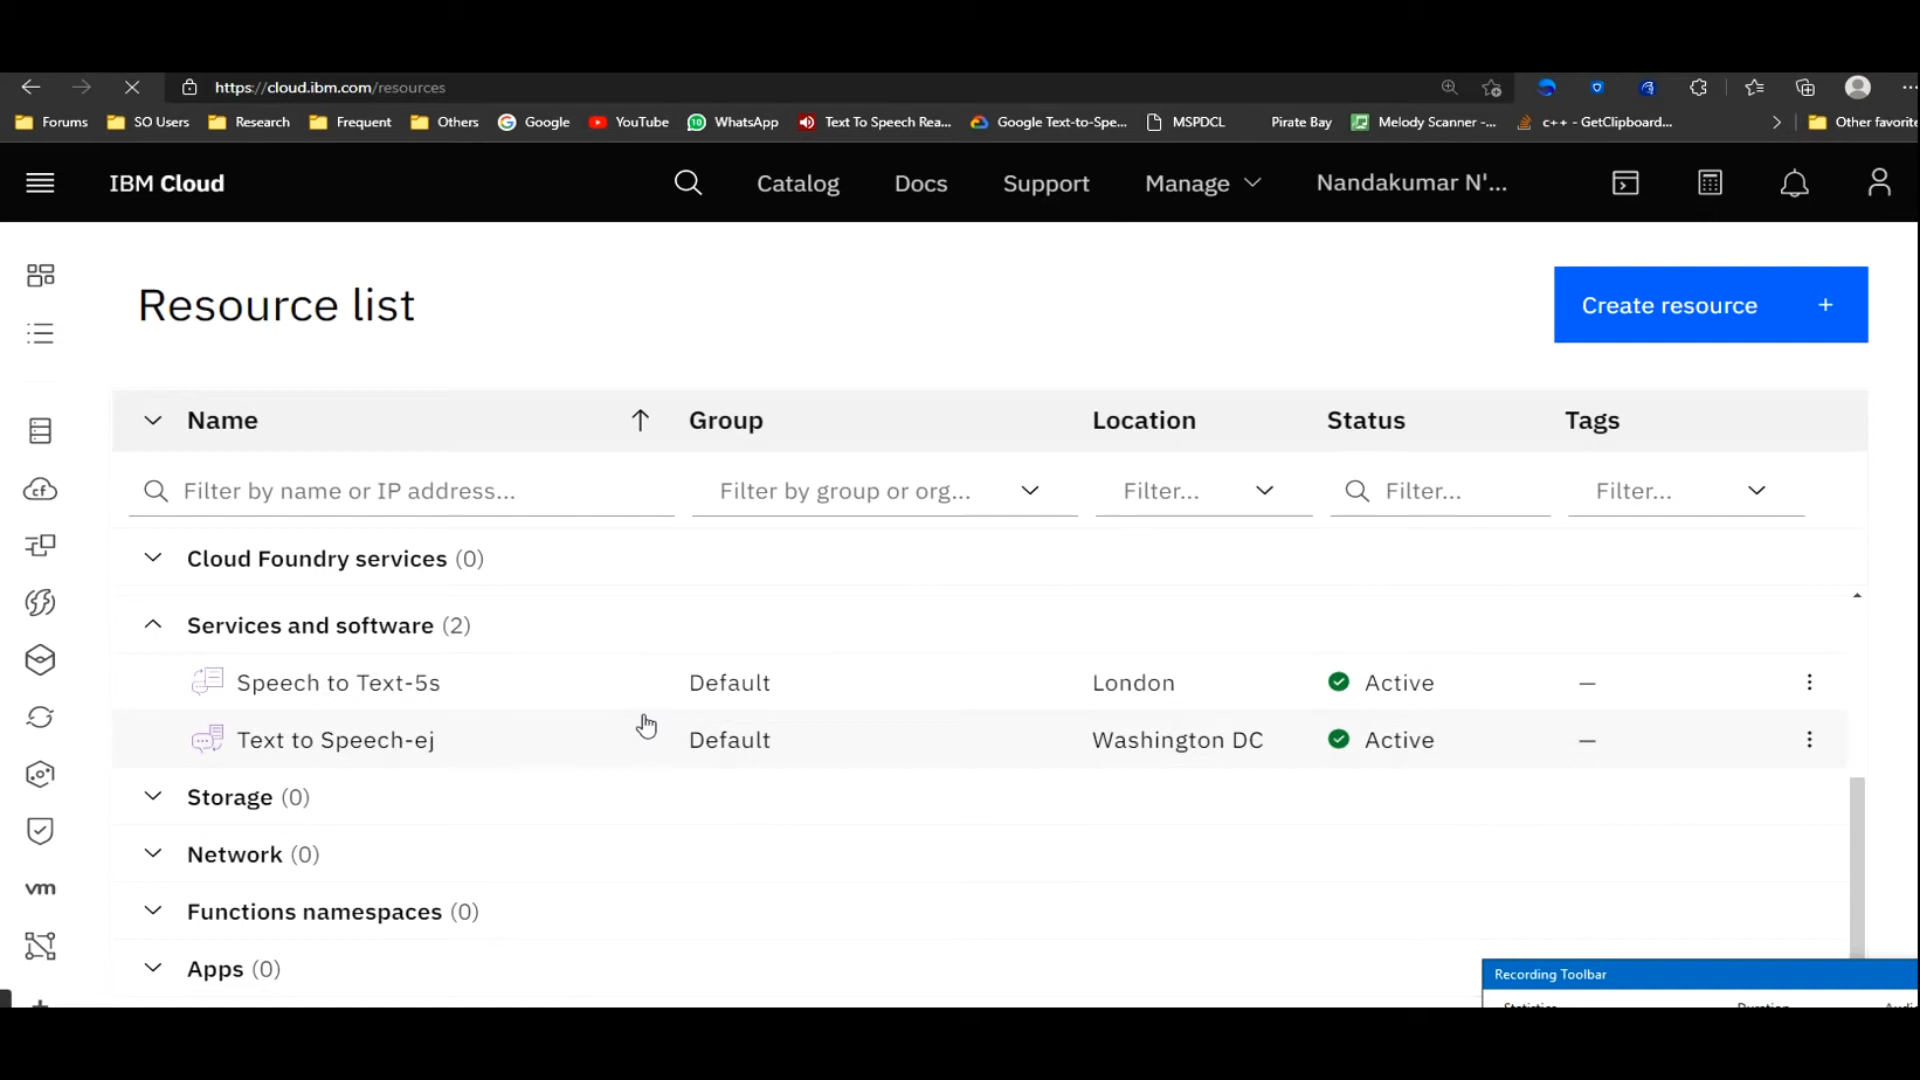 https://cloud.ibm.com/resources
Forums SO Users Research Frequent Others Google YouTube WhatsApp Text To Speech Rea... Google Text-to-Spe... MSPDCL Pirate Bay Melody Scanner -... c++ - GetClipboard... Other favorite
IBM Cloud Catalog Docs Support Manage Nandakumar N'...
Resource list
Create resource +
Name Group Location Status Tags
Filter by name or IP address... Filter by group or org... Filter... Filter... Filter...
Cloud Foundry services (0)
Services and software (2)
Speech to Text-5s Default London Active —
Text to Speech-ej Default Washington DC Active —
Storage (0)
Network (0)
Functions namespaces (0)
Apps (0)
vm
Recording Toolbar